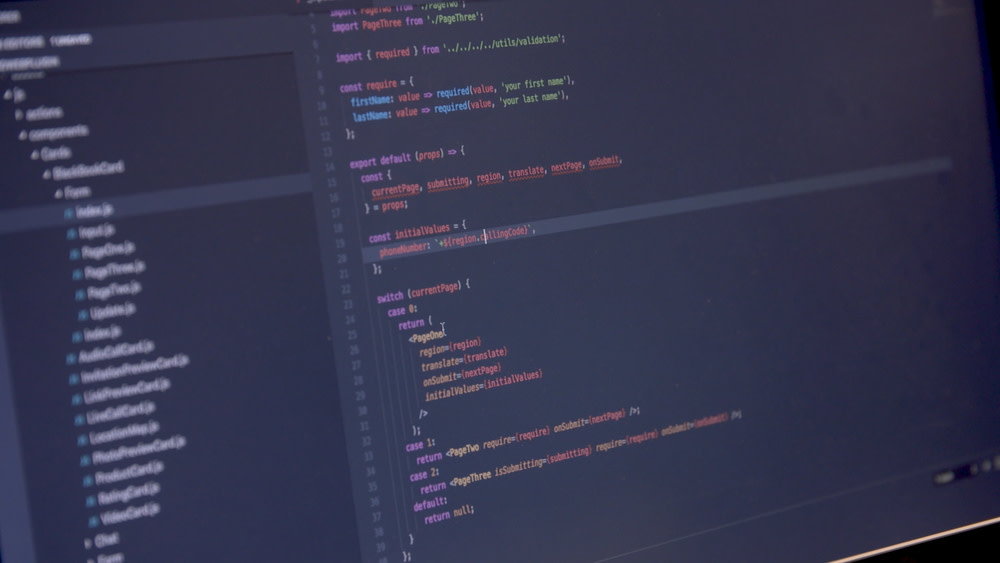 js
actions
components
Cards
BlackBookCard
Form
Index.js
Input.js
PageOne.js
PageThree.js
PageTwo.js
Update.js
Index.js
AudioCallCard.js
InvitationPreviewCard.js
LinkPreviewCard.js
LiveCallCard.js
LocationMap.js
PhotoPreviewCard.js
ProductCard.js
RatingCard.js
VideoCard.js
Chat
Form
import PageTwo from './PageTwo';
import PageThree from './PageThree';
import { required } from '../../../../utils/validation';
const require = {
firstName: value => required(value, 'your first name'),
lastName: value => required(value, 'your last name'),
};
export default (props) => {
const {
currentPage, submitting, region, translate, nextPage, onSubmit,
} = props;
const initialValues = {
phoneNumber: `+${region.callingCode}`,
};
switch (currentPage) {
case 0:
return (
<PageOne
region={region}
translate={translate}
onSubmit={nextPage}
initialValues={initialValues}
/>
);
case 1:
return <PageTwo require={require} onSubmit={nextPage} />;
case 2:
return <PageThree isSubmitting={submitting} require={require} onSubmit={onSubmit} />;
default:
return null;
}
};